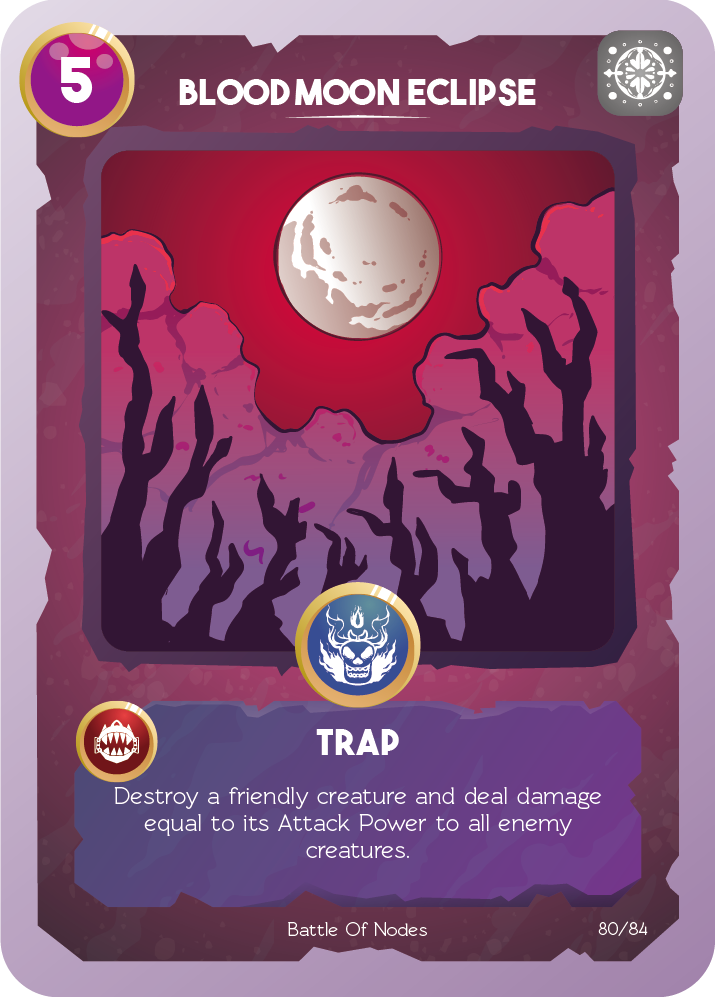 5
BLOOD MOON ECLIPSE
TRAP
Destroy a friendly creature and deal damage
equal to its Attack Power to all enemy
creatures.
Battle Of Nodes
80/84